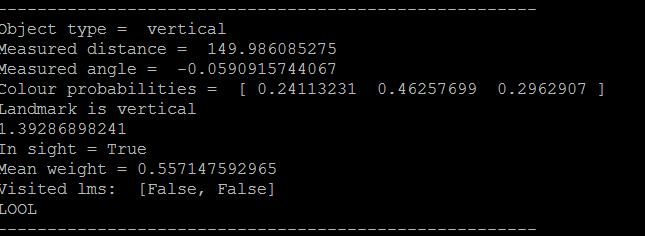 ------------------------------------------------------
Object type =  vertical
Measured distance =  149.986085275
Measured angle =  -0.0590915744067
Colour probabilities =  [ 0.24113231  0.46257699  0.2962907 ]
Landmark is vertical
1.39286898241
In sight = True
Mean weight = 0.557147592965
Visited lms:  [False, False]
LOOL
------------------------------------------------------